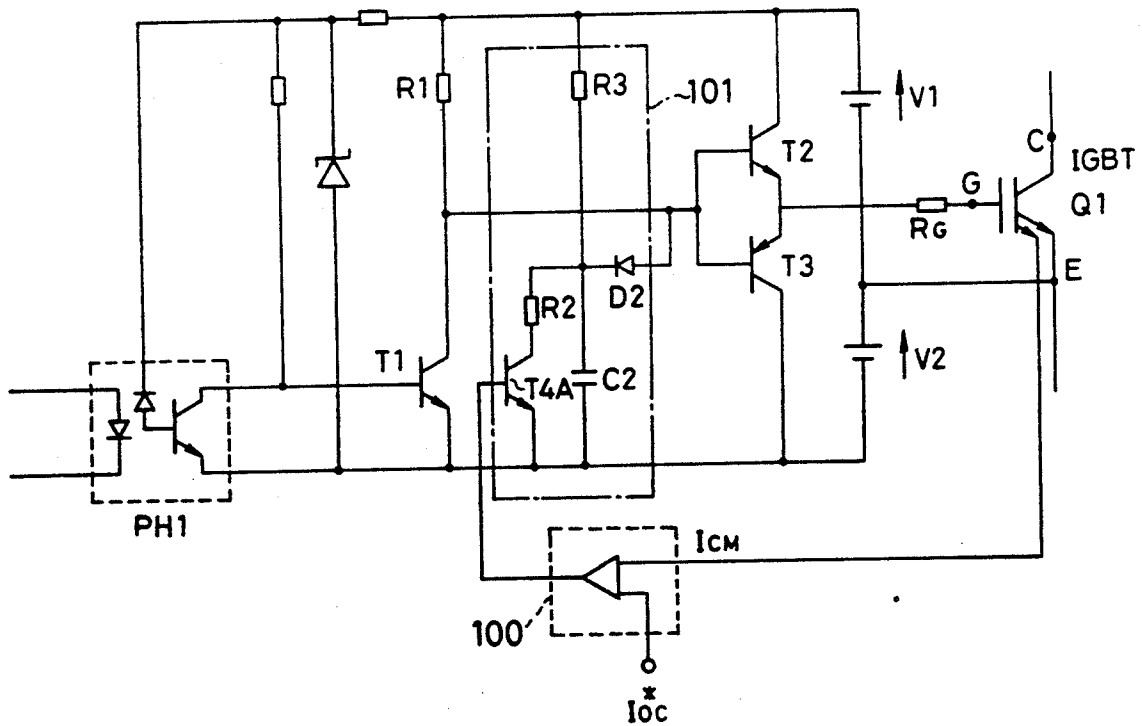 R1
R3
101
V1
C
IGBT
T2
G
Q1
RG
T3
D2
E
R2
T1
T4A
C2
V2
PH1
ICM
100
*
IOC